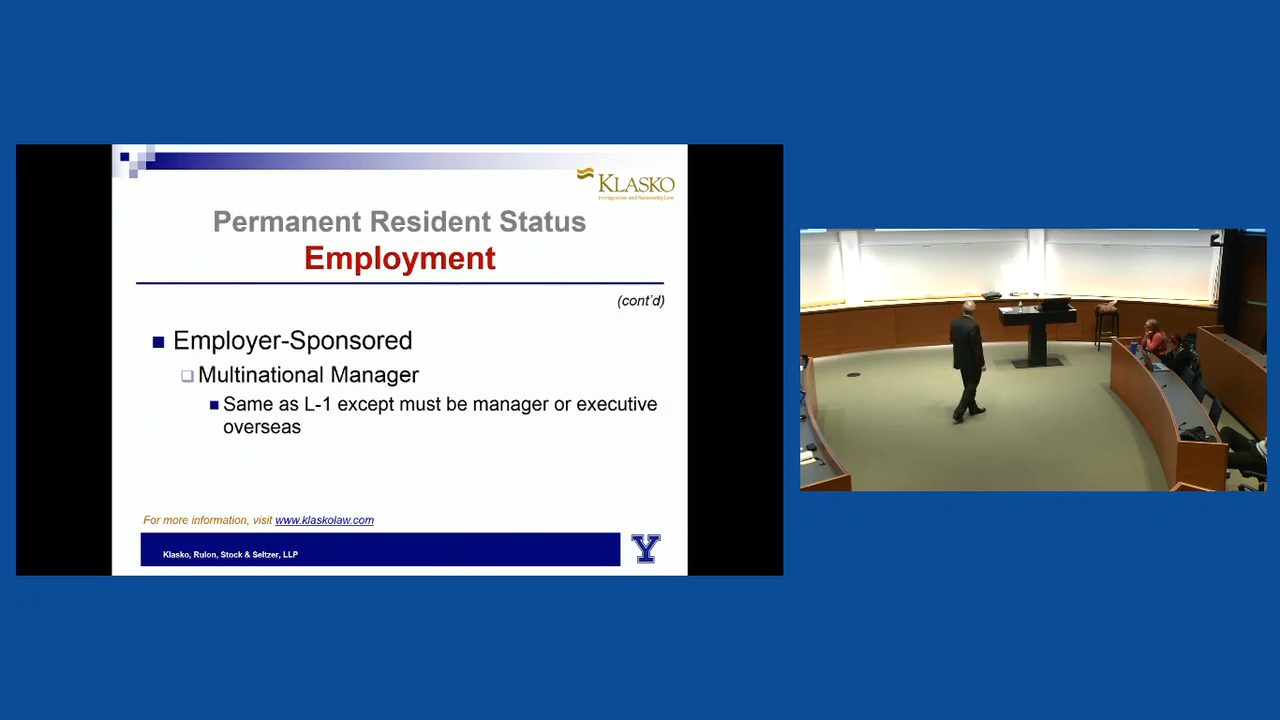 KLASKO
Immigration and Nationality Law
Permanent Resident Status
Employment
(cont'd)
Employer-Sponsored
Multinational Manager
Same as L-1 except must be manager or executive
overseas
For more information, visit www.klaskolaw.com
Klasko, Rulon, Stock & Seltzer, LLP
Y